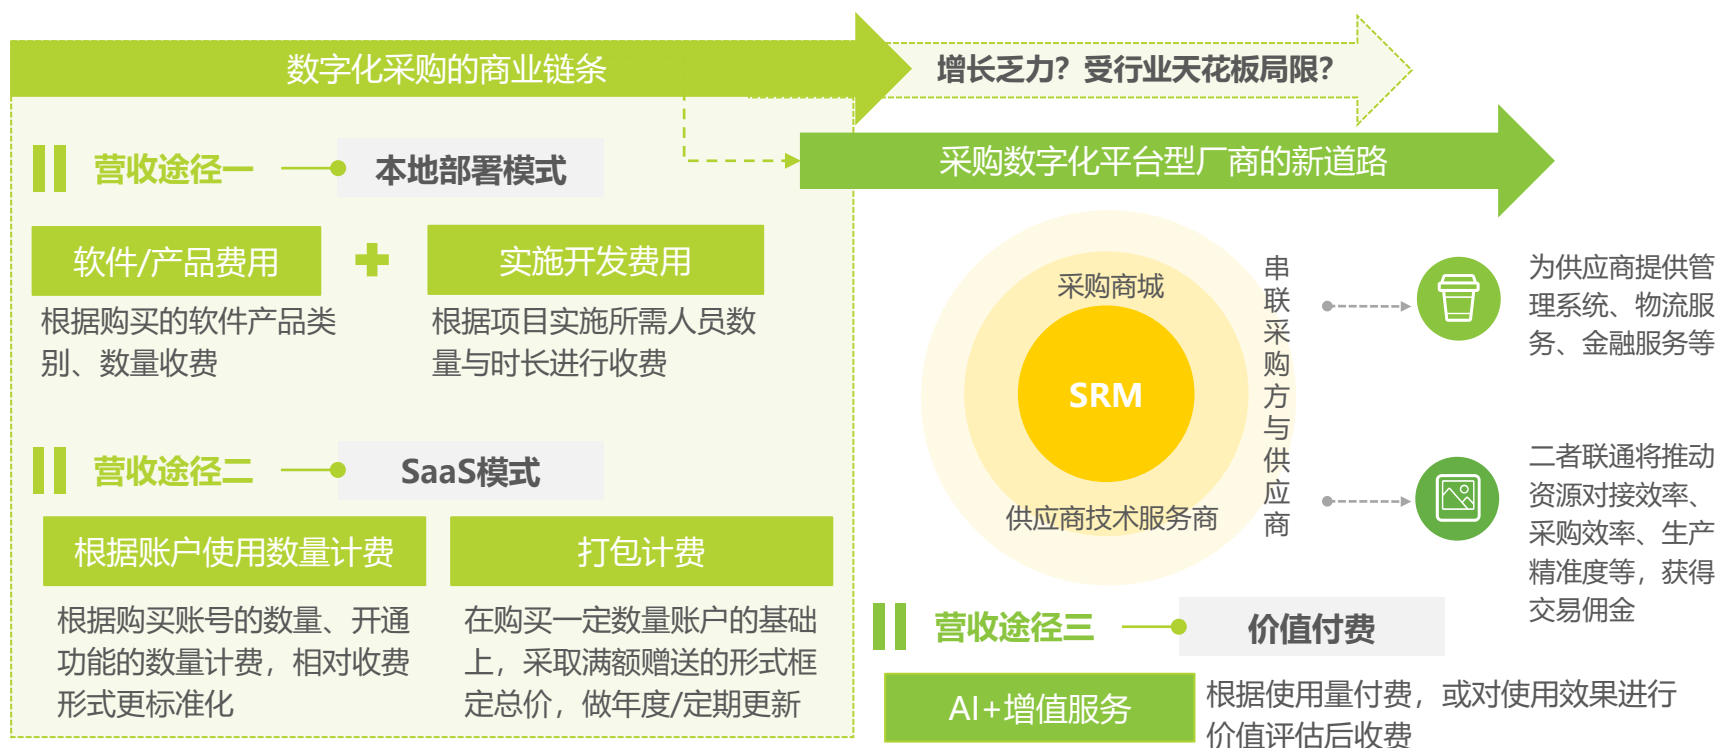 数字化采购的商业链条
增长乏力？受行业天花板局限？
采购数字化平台型厂商的新道路
营收途径一
本地部署模式
软件/产品费用
实施开发费用
根据购买的软件产品类
别、数量收费
根据项目实施所需人员数
量与时长进行收费
营收途径二
SaaS模式
根据账户使用数量计费
打包计费
根据购买账号的数量、开通
功能的数量计费，相对收费
形式更标准化
在购买一定数量账户的基础
上，采取满额赠送的形式框
定总价，做年度/定期更新
采购商城
SRM
供应商技术服务商
串联采购方与供应商
为供应商提供管
理系统、物流服
务、金融服务等
二者联通将推动
资源对接效率、
采购效率、生产
精准度等，获得
交易佣金
营收途径三
价值付费
AI+增值服务
根据使用量付费，或对使用效果进行
价值评估后收费